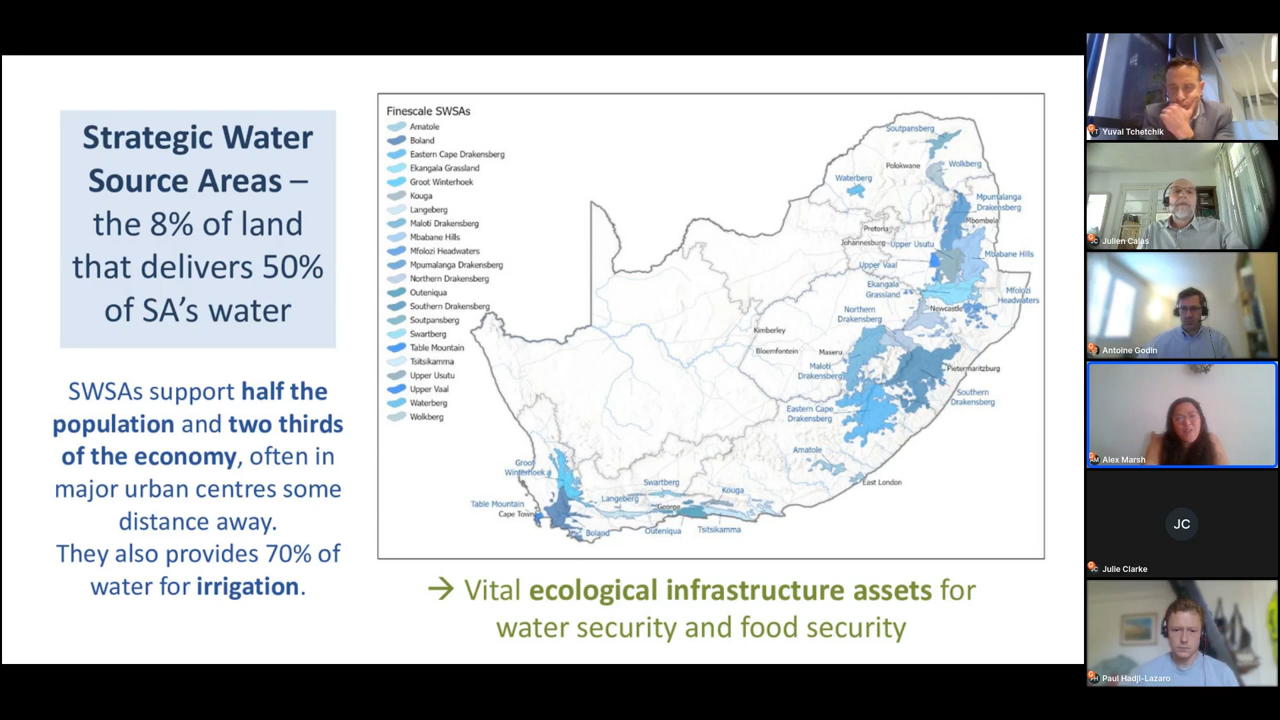 Strategic Water
Source Areas –
the 8% of land
that delivers 50%
of SA's water
SWSAs support half the
population and two thirds
of the economy, often in
major urban centres some
distance away.
They also provides 70% of
water for irrigation.
Finescale SWSAs
Amatole
Boland
Eastern Cape Drakensberg
Ekangala Grassland
Groot Winterhoek
Kouga
Langeberg
Maloti Drakensberg
Mbabane Hills
Mfolozi Headwaters
Mpumalanga Drakensberg
Northern Drakensberg
Outeniqua
Southern Drakensberg
Soutpansberg
Swartberg
Table Mountain
Tsitsikamma
Upper Usutu
Upper Vaal
Waterberg
Wolkberg
Soutpansberg
Polokwane
Wolkberg
Waterberg
Mpumalanga
Drakensberg
Mbombela
Pretoria
Johannesburg
Upper Usutu
Mbabane Hills
Upper Vaal
Ekangala
Grassland
Mfolozi
Headwaters
Newcastle
Northern
Drakensberg
Kimberley
Bloemfontein
Maseru
Maloti
Drakensberg
Pietermaritzburg
Southern
Drakensberg
Eastern Cape
Drakensberg
Amatole
East London
Groot
Winterhoek
Swartberg
Kouga
Langeberg
George
Table Mountain
Cape Town
Boland
Outeniqua
Tsitsikamma
→ Vital ecological infrastructure assets for
water security and food security
YT Yuval Tchetchik
JC Julien Calas
Antoine Godin
AM Alex Marsh
JC
JC Julie Clarke
PH Paul Hadji-Lazaro